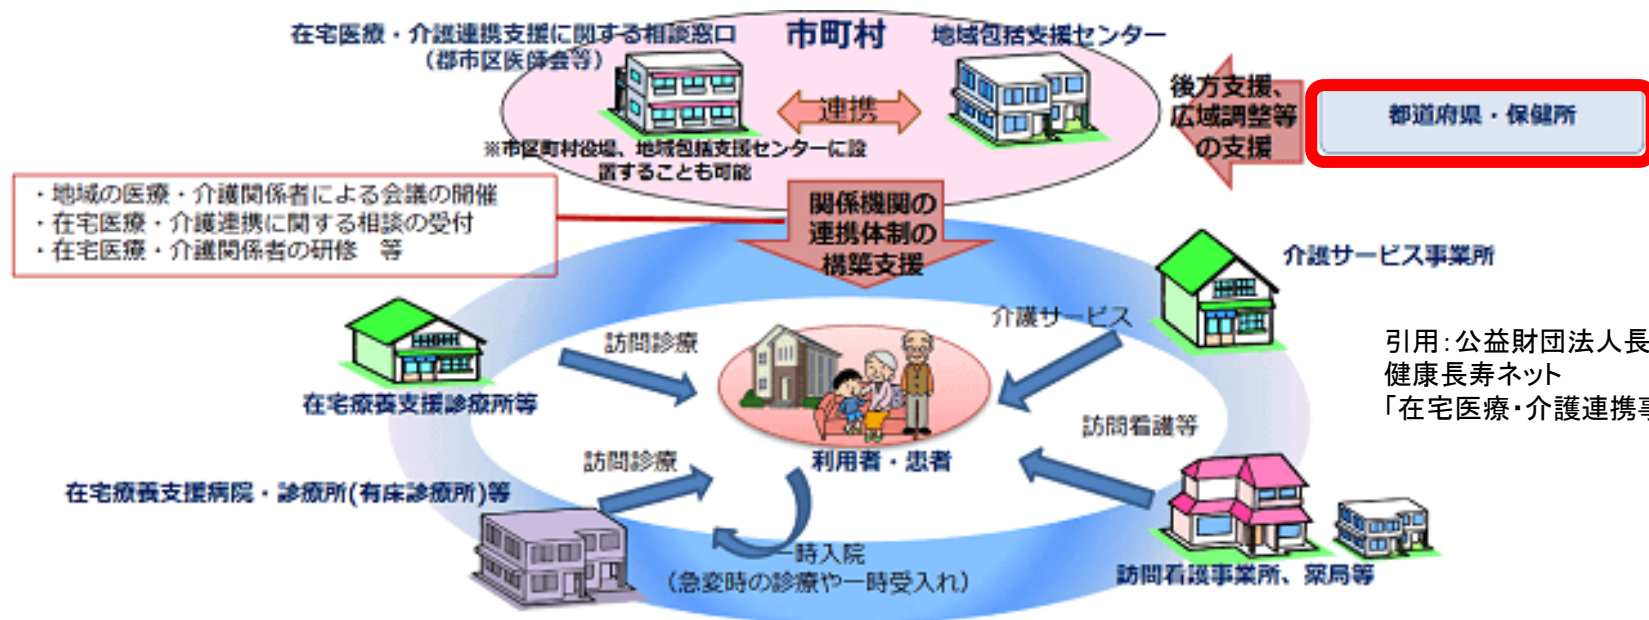 在宅医療・介護連携支援に関する相談窓口
(郡市区医師会等)
市町村
地域包括支援センター
連携
※市区町村役場、地域包括支援センターに設
置することも可能
後方支援、
広域調整等
の支援
都道府県・保健所
・地域の医療・介護関係者による会議の開催
・在宅医療・介護連携に関する相談の受付
・在宅医療・介護関係者の研修 等
関係機関の
連携体制の
構築支援
介護サービス事業所
介護サービス
訪問診療
在宅療養支援診療所等
引用:公益財団法人長
健康長寿ネット
「在宅医療・介護連携事
訪問看護等
利用者・患者
訪問診療
在宅療養支援病院・診療所(有床診療所)等
一時入院
(急変時の診療や一時受入れ)
訪問看護事業所、薬局等